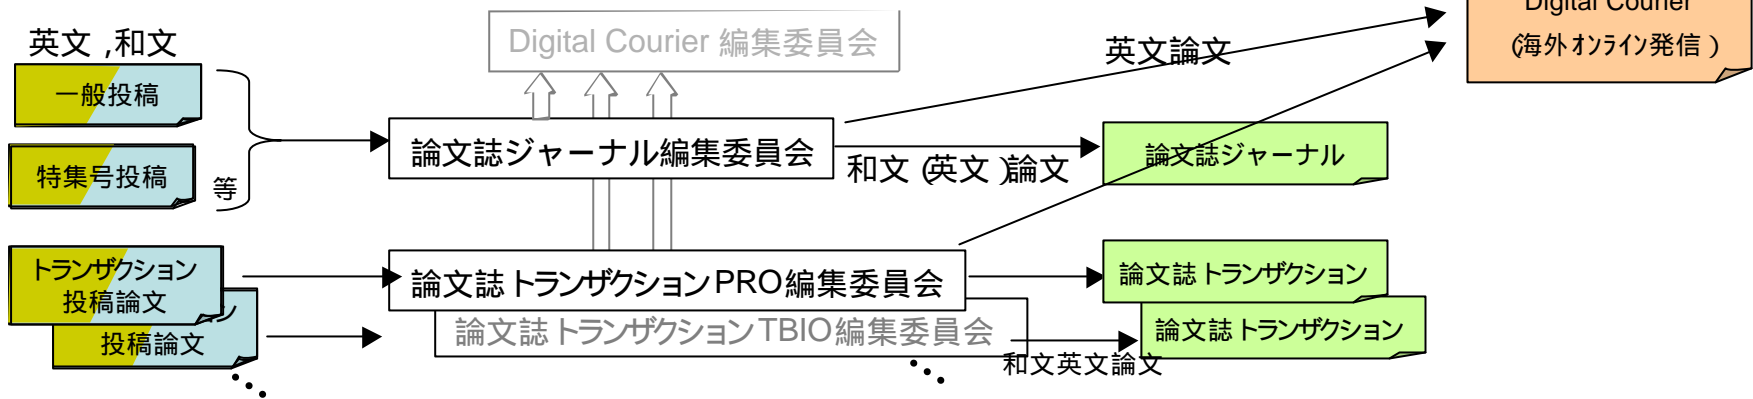 Digital Courier
(海外オンライン発信)
英文,和文
Digital Courier 編集委員会
英文論文
一般投稿
論文誌ジャーナル編集委員会
和文(英文)論文
論文誌ジャーナル
特集号投稿
等
トランザクション
投稿論文
論文誌トランザクションPRO編集委員会
論文誌トランザクション
ン
投稿論文
論文誌トランザクションTBIO編集委員会
論文誌トランザクション
和文英文論文